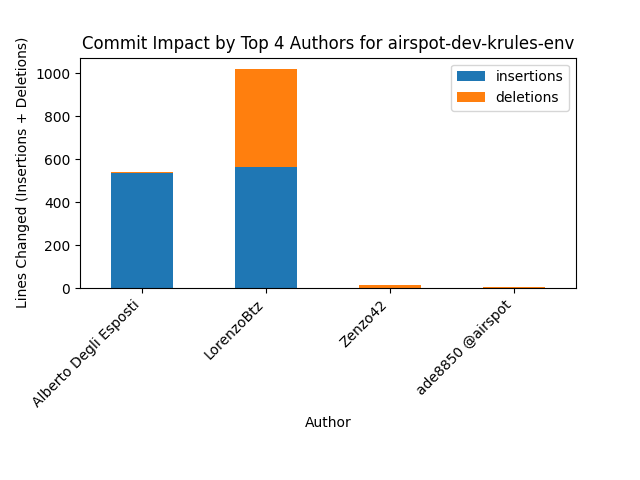 Commit Impact by Top 4 Authors for airspot-dev-krules-env
insertions
deletions
Lines Changed (Insertions + Deletions)
1000
800
600
400
200
0
Alberto Degli Esposti
LorenzoBtz
Zenzo42
ade8850 @airspot
Author